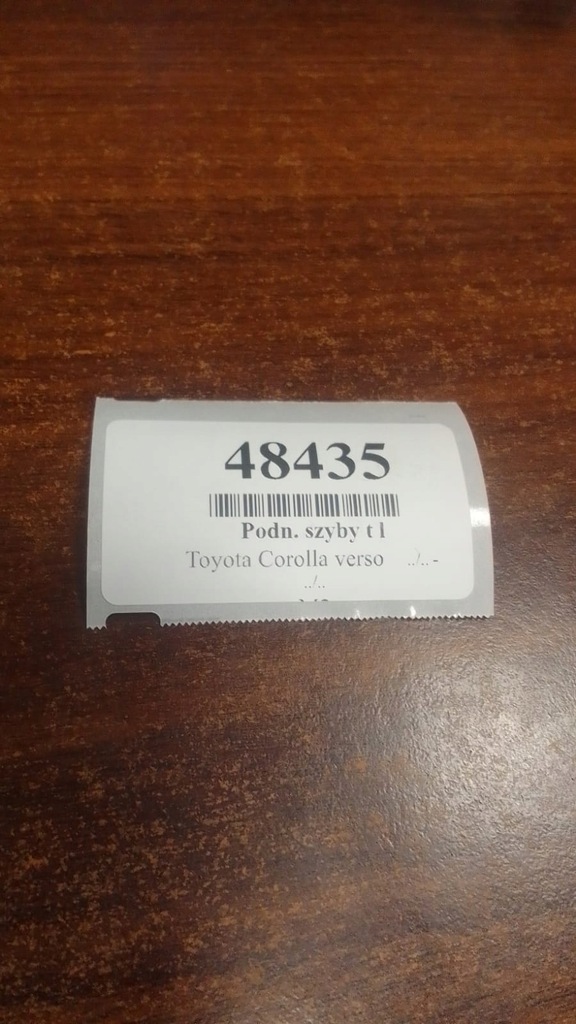 48435
Podn. szyby t l
Toyota Corolla verso ../.. -
../..